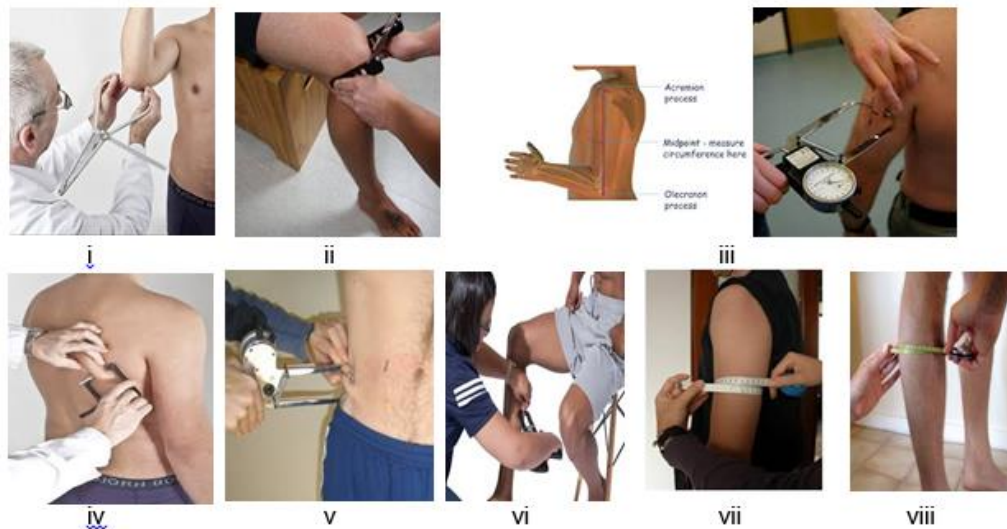 Acromion
process
Midpoint - measure
circumference here
Olecranon
process
i
ii
iii
iv
v
vi
vii
viii